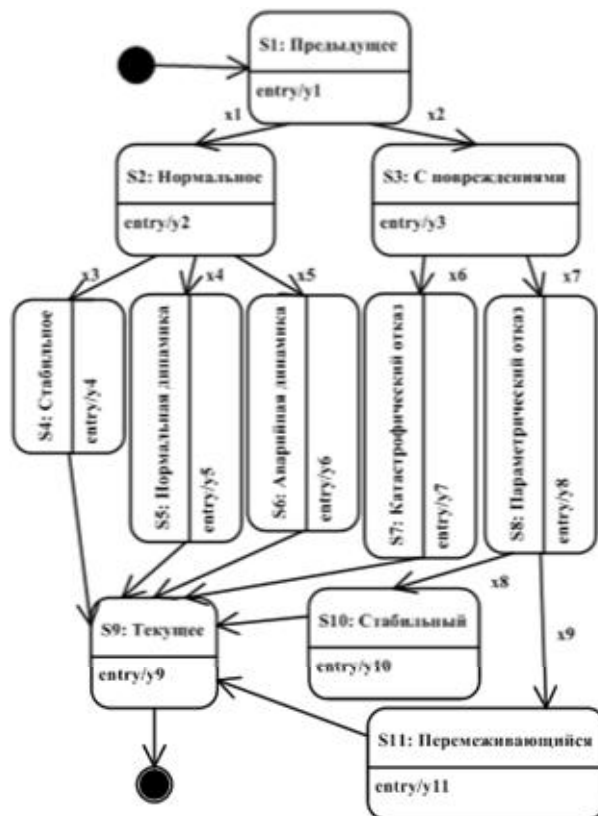 S1: Предыдущее
entry/y1
x1
x2
S2: Нормальное
entry/y2
S3: С повреждениями
entry/y3
x3
x4
x5
x6
x7
S4: Стабильное
entry/y4
S5: Нормальная динамика
entry/y5
S6: Аварийная динамика
entry/y6
S7: Катастрофический отказ
entry/y7
S8: Параметрический отказ
entry/y8
x8
x9
S9: Текущее
entry/y9
S10: Стабильный
entry/y10
S11: Перемеживающийся
entry/y11